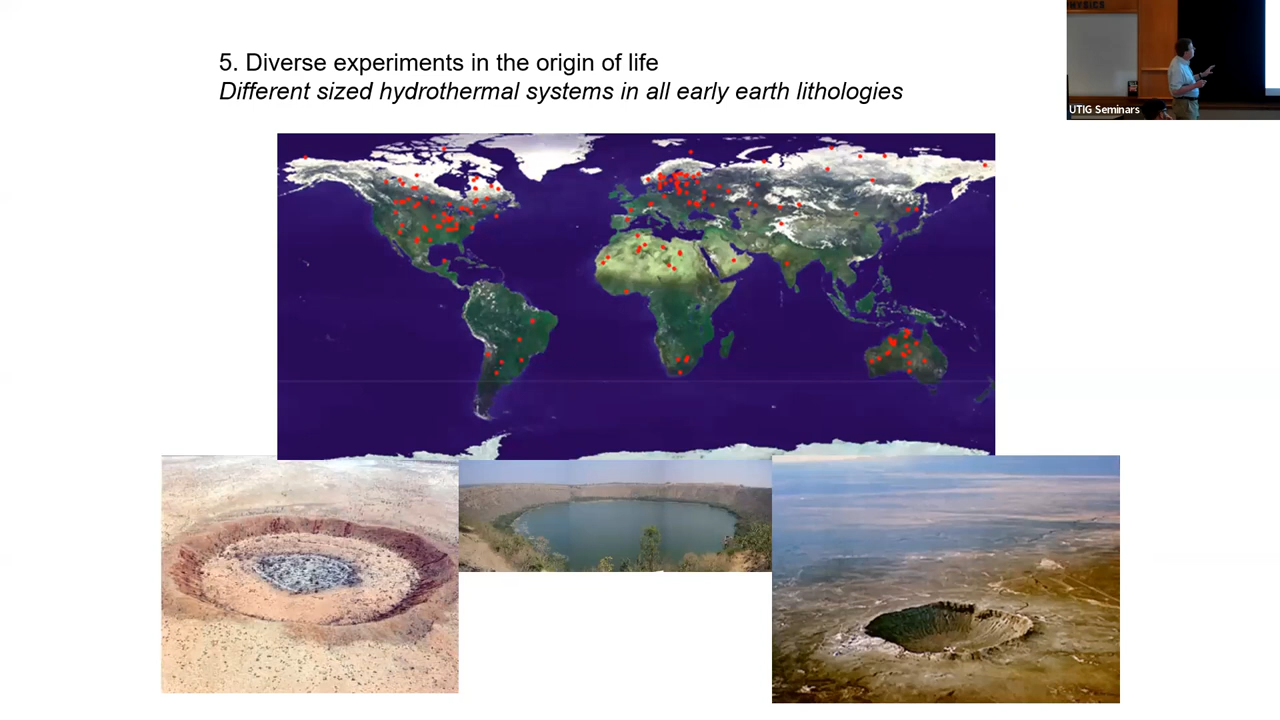 5. Diverse experiments in the origin of life
Different sized hydrothermal systems in all early earth lithologies
UTIG Seminars